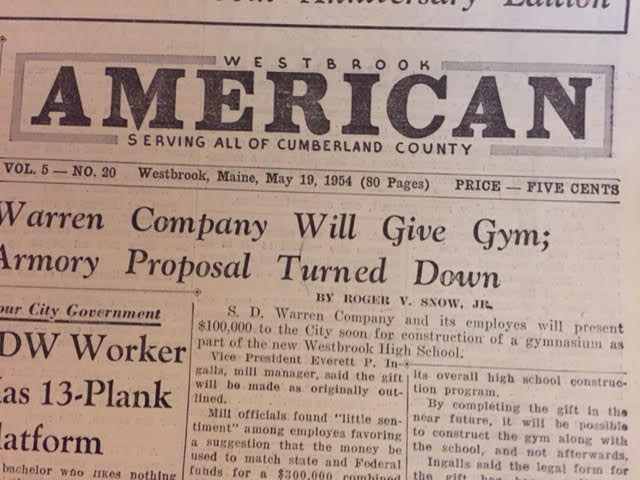 Anniversary Edition
WESTBROOK
AMERICAN
SERVING ALL OF CUMBERLAND COUNTY
VOL. 5 — NO. 20 Westbrook, Maine, May 19, 1954 (80 Pages) PRICE — FIVE CENTS
Warren Company Will Give Gym;
Armory Proposal Turned Down
BY ROGER V. SNOW, JR.
our City Government
DW Worker
as 13-Plank
latform
bachelor who likes nothing
S. D. Warren Company and its employes will present
$100,000 to the City soon for construction of a gymnasium as
part of the new Westbrook High School.
Vice President Everett P. In-
galls, mill manager, said the gift
will be made as originally out-
lined.
Mill officials found "little sen-
timent" among employes favoring
a suggestion that the money be
used to match state and Federal
funds for a $300,000 combined
its overall high school construc-
tion program.
By completing the gift in the
near future, it will be possible
to construct the gym along with
the school, and not afterwards.
Ingalls said the legal form for
the gift has